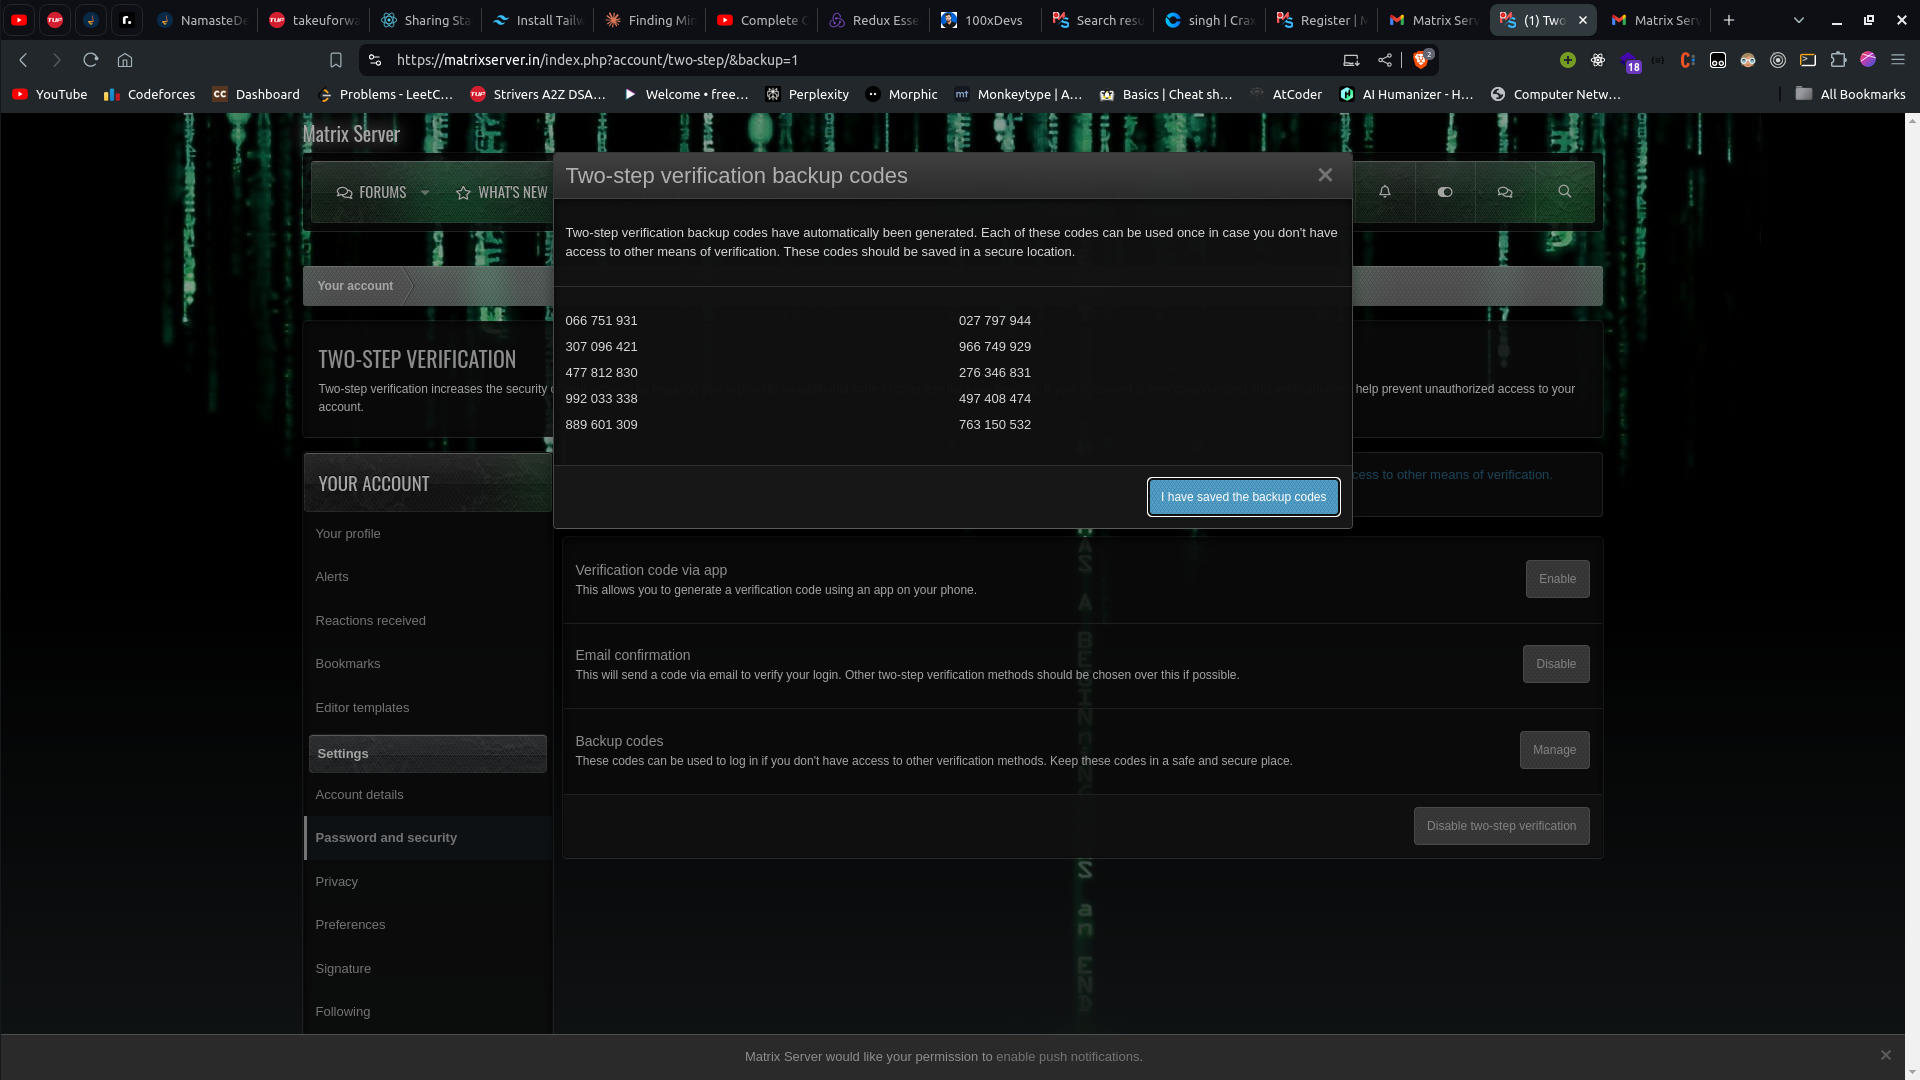 NamasteDe
takeuforwa
Sharing Sta
Install Tailw
Finding Min
Complete C
Redux Esse
100xDevs
Search resu
singh | Crax
Register | M
Matrix Serv
(1) Two
Matrix Serv
https://matrixserver.in/index.php?account/two-step/&backup=1
2
18
YouTube
Codeforces
Dashboard
Problems - LeetC...
Strivers A2Z DSA...
Welcome • free...
Perplexity
Morphic
Monkeytype | A...
Basics | Cheat sh...
AtCoder
AI Humanizer - H...
Computer Netw...
All Bookmarks
Matrix Server
FORUMS
WHAT'S NEW
Your account
TWO-STEP VERIFICATION
Two-step verification increases the security o
help prevent unauthorized access to your
account.
Two-step verification backup codes
Two-step verification backup codes have automatically been generated. Each of these codes can be used once in case you don't have
access to other means of verification. These codes should be saved in a secure location.
066 751 931
027 797 944
307 096 421
966 749 929
477 812 830
276 346 831
992 033 338
497 408 474
889 601 309
763 150 532
I have saved the backup codes
cess to other means of verification.
YOUR ACCOUNT
Your profile
Alerts
Reactions received
Bookmarks
Editor templates
Settings
Account details
Password and security
Privacy
Preferences
Signature
Following
Verification code via app
This allows you to generate a verification code using an app on your phone.
Enable
Email confirmation
This will send a code via email to verify your login. Other two-step verification methods should be chosen over this if possible.
Disable
Backup codes
These codes can be used to log in if you don't have access to other verification methods. Keep these codes in a safe and secure place.
Manage
Disable two-step verification
Matrix Server would like your permission to enable push notifications.